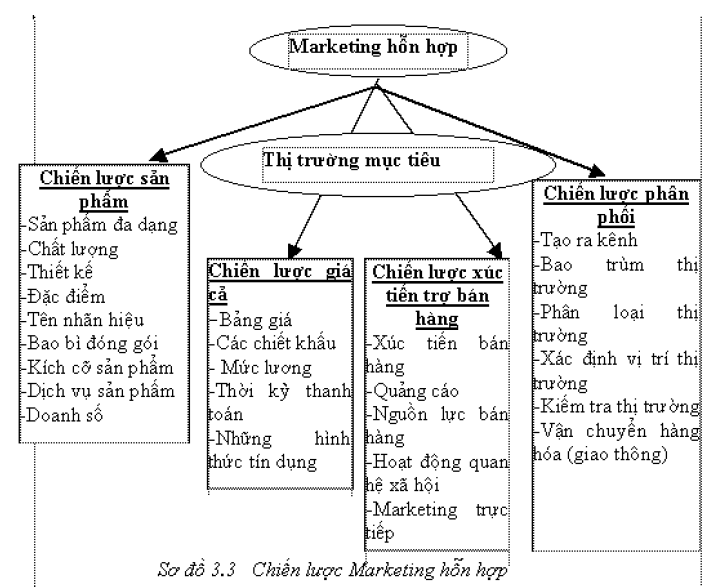 Marketing hỗn hợp
Thị trường mục tiêu
Chiến lược sản
phẩm
-Sản phẩm đa dạng
-Chất lượng
-Thiết kế
-Đặc điểm
-Tên nhãn hiệu
-Bao bì đóng gói
-Kích cỡ sản phẩm
-Dịch vụ sản phẩm
-Doanh số
Chiến lược giá
cả
-Bảng giá
-Các chiết khấu
- Mức lương
-Thời kỳ thanh
toán
-Những hình
thức tín dụng
Chiến lược xúc
tiến trợ bán
hàng
-Xúc tiến bán
hàng
-Quảng cáo
-Nguồn lực bán
hàng
-Hoạt động quan
hệ xã hội
-Marketing trực
tiếp
Chiến lược phân
phối
-Tạo ra kênh
-Bao trùm thị
trường
-Phân loại thị
trường
-Xác định vị trí thị
trường
-Kiểm tra thị trường
-Vận chuyển hàng
hóa (giao thông)
Sơ đồ 3.3 Chiến lược Marketing hỗn hợp